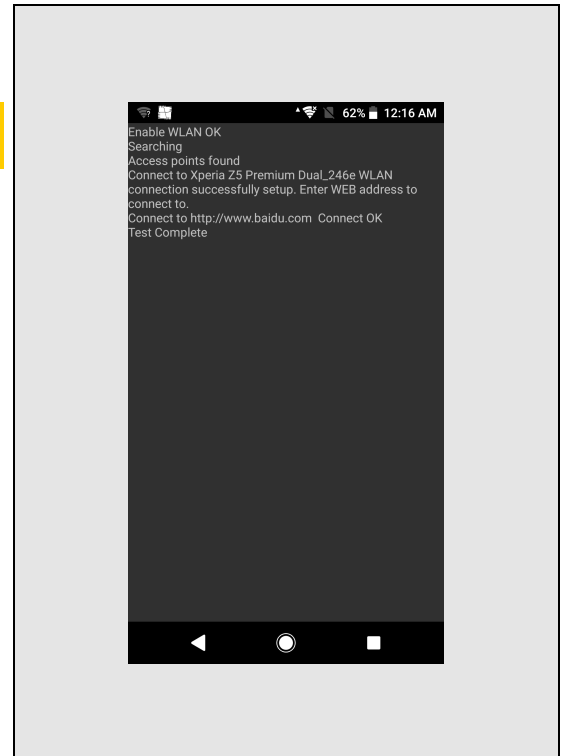 62% 12:16 AM
Enable WLAN OK
Searching
Access points found
Connect to Xperia Z5 Premium Dual_246e WLAN
connection successfully setup. Enter WEB address to
connect to.
Connect to http://www.baidu.com  Connect OK
Test Complete